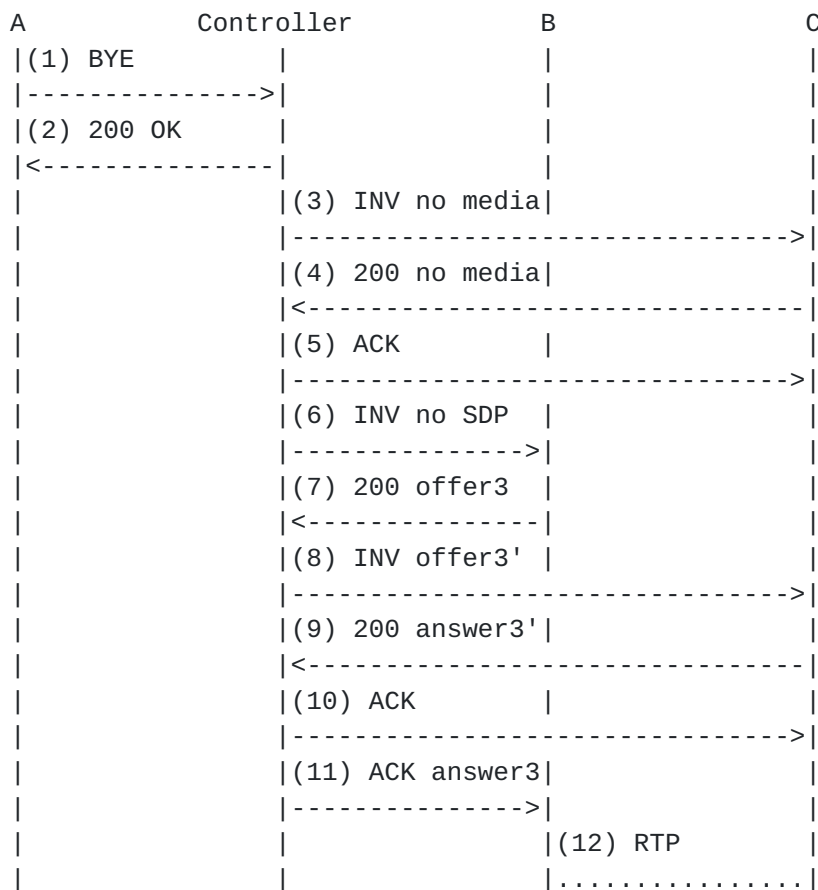 A Controller B C
|(1) BYE | | |
|--------------->| | |
|(2) 200 OK | | |
|<---------------| | |
| |(3) INV no media| |
| |-------------------------------->|
| |(4) 200 no media| |
| |<--------------------------------|
| |(5) ACK | |
| |-------------------------------->|
| |(6) INV no SDP | |
| |--------------->| |
| |(7) 200 offer3 | |
| |<---------------| |
| |(8) INV offer3' | |
| |-------------------------------->|
| |(9) 200 answer3'| |
| |<--------------------------------|
| |(10) ACK | |
| |-------------------------------->|
| |(11) ACK answer3| |
| |--------------->| |
| | |(12) RTP |
| | |................|